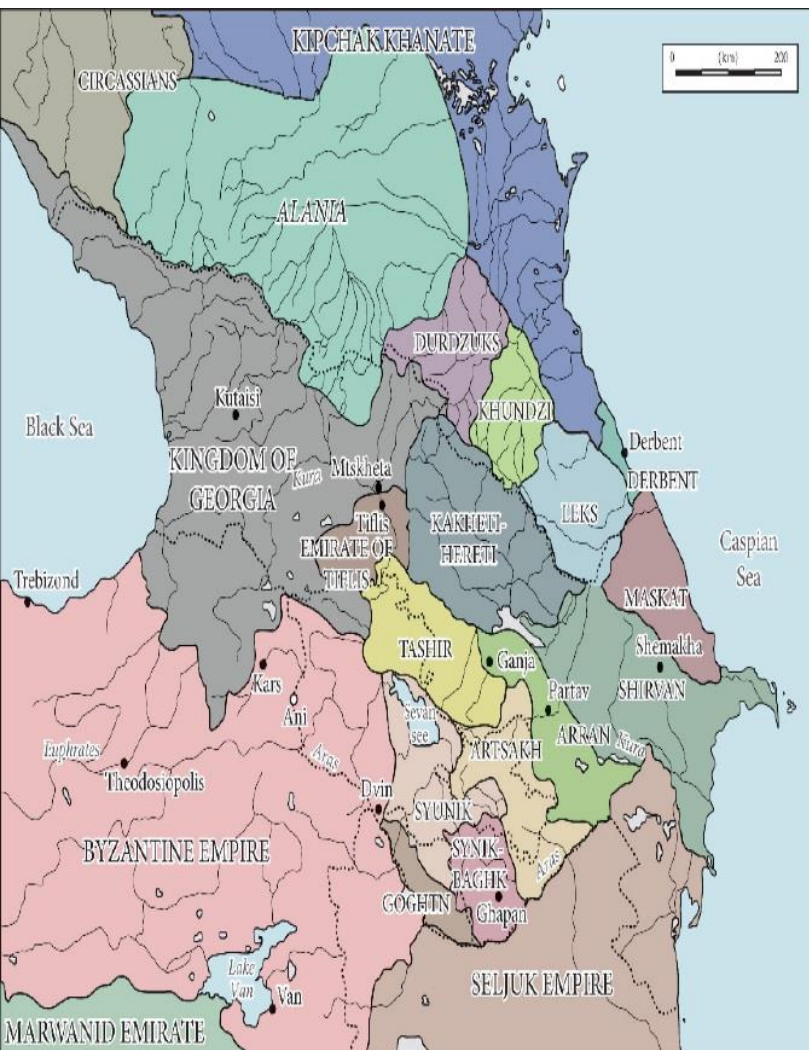 KIPCHAK KHANATE
0 (km) 200
CIRCASSIANS
ALANIA
DURDZUKS
KHUNDZI
Kutaisi
Black Sea
Derbent
KINGDOM OF
GEORGIA
Kura
Mtskheta
DERBENT
LEKS
Tiflis
EMIRATE OF
TIFLIS
KAKHETI-
HERETI
Caspian
Sea
Trebizond
MASKAT
TASHIR
Shemakha
Ganja
Kars
SHIRVAN
Partav
Ani
Sevan
see
ARRAN
Kura
ARTSAKH
Euphrates
Aras
Theodosiopolis
Dvin
SYUNIK
BYZANTINE EMPIRE
SYNIK-
BAGHK
Aras
GOGHTN
Ghapan
Lake
Van
Van
SELJUK EMPIRE
MARWANID EMIRATE